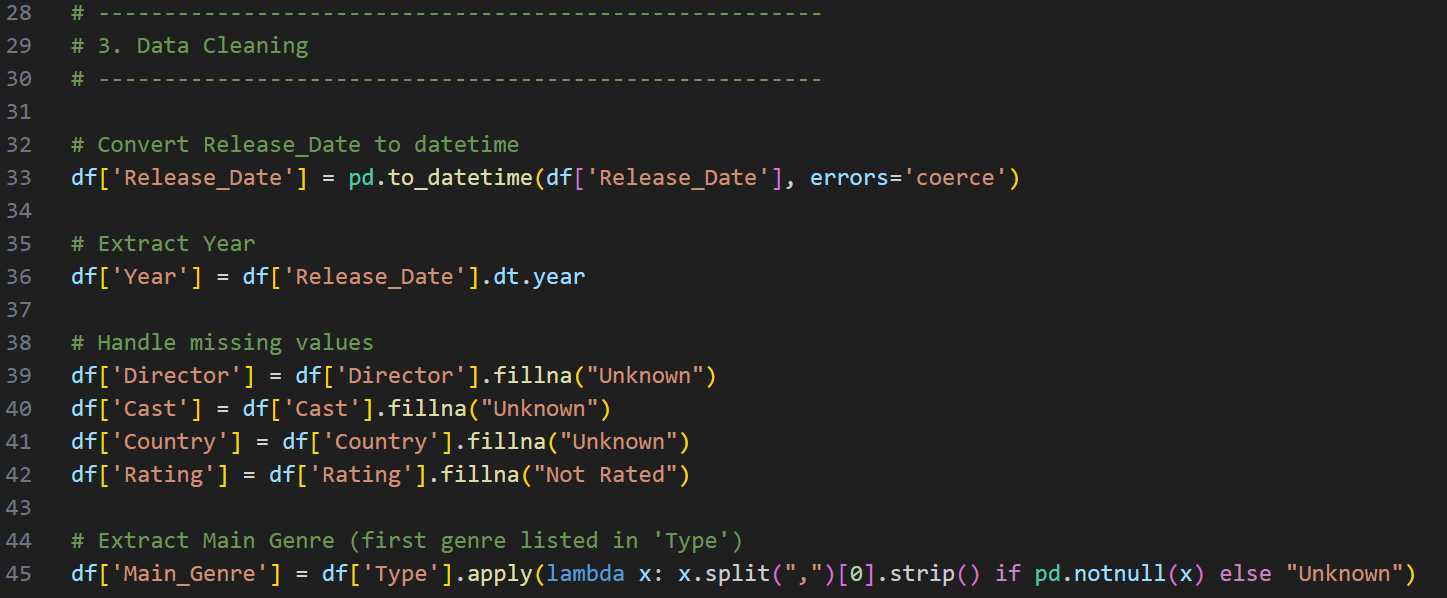 28 # -------------------------------------------------------
29 # 3. Data Cleaning
30 # -------------------------------------------------------
31
32 # Convert Release_Date to datetime
33 df['Release_Date'] = pd.to_datetime(df['Release_Date'], errors='coerce')
34
35 # Extract Year
36 df['Year'] = df['Release_Date'].dt.year
37
38 # Handle missing values
39 df['Director'] = df['Director'].fillna("Unknown")
40 df['Cast'] = df['Cast'].fillna("Unknown")
41 df['Country'] = df['Country'].fillna("Unknown")
42 df['Rating'] = df['Rating'].fillna("Not Rated")
43
44 # Extract Main Genre (first genre listed in 'Type')
45 df['Main_Genre'] = df['Type'].apply(lambda x: x.split(",")[0].strip() if pd.notnull(x) else "Unknown")